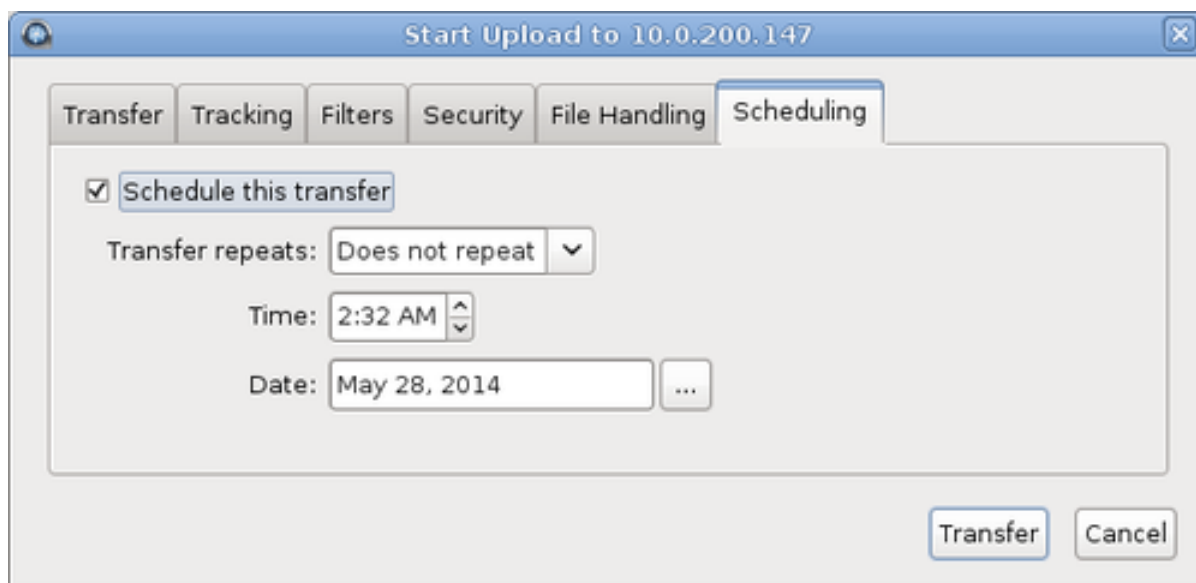 Start Upload to 10.0.200.147
Transfer Tracking Filters Security File Handling Scheduling
Schedule this transfer
Transfer repeats: Does not repeat
Time: 2:32 AM
Date: May 28, 2014 ...
Transfer Cancel